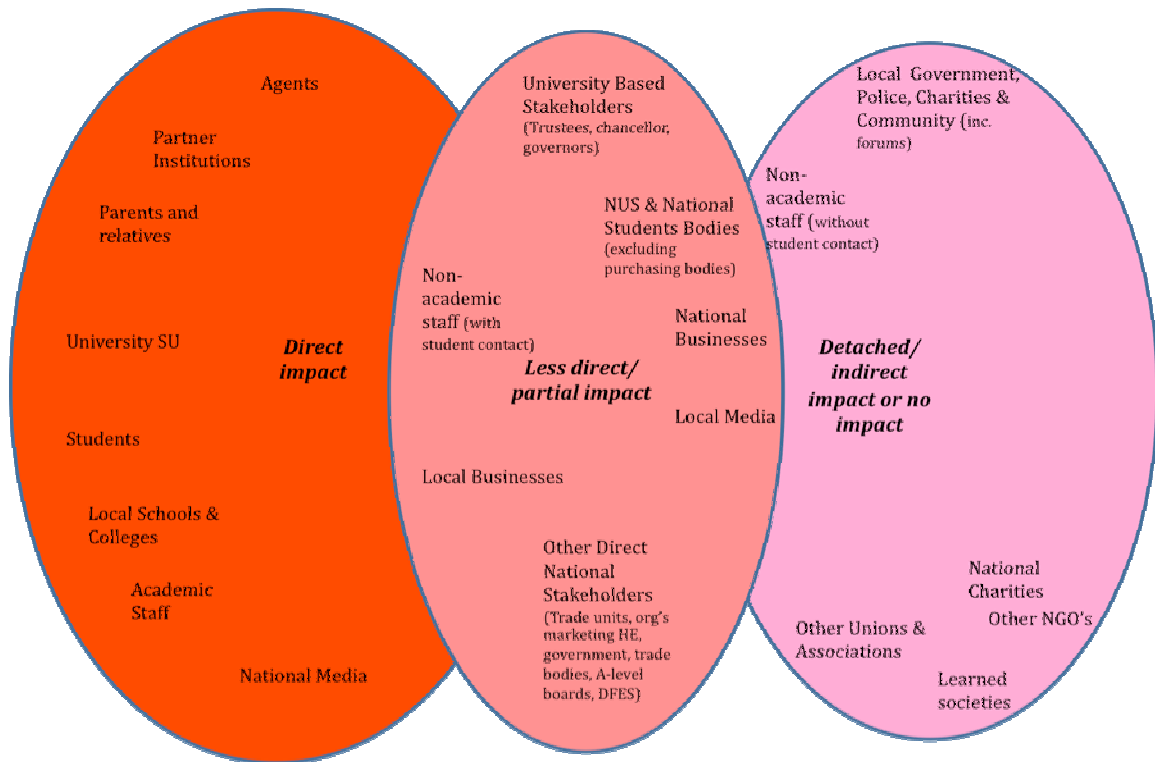 Agents
Partner
Institutions
Parents and
relatives
University SU
Direct
impact
Students
Local Schools &
Colleges
Academic
Staff
National Media
University Based
Stakeholders
(Trustees, chancellor,
governors)
NUS & National
Students Bodies
(excluding
purchasing bodies)
Non-
academic
staff (with
student contact)
National
Businesses
Less direct/
partial impact
Local Media
Local Businesses
Other Direct
National
Stakeholders
(Trade units, org's
marketing HE,
government, trade
bodies, A-level
boards, DFES)
Local Government,
Police, Charities &
Community (inc.
forums)
Non-
academic
staff (without
student contact)
Detached/
indirect
impact or no
impact
National
Charities
Other NGO's
Other Unions &
Associations
Learned
societies